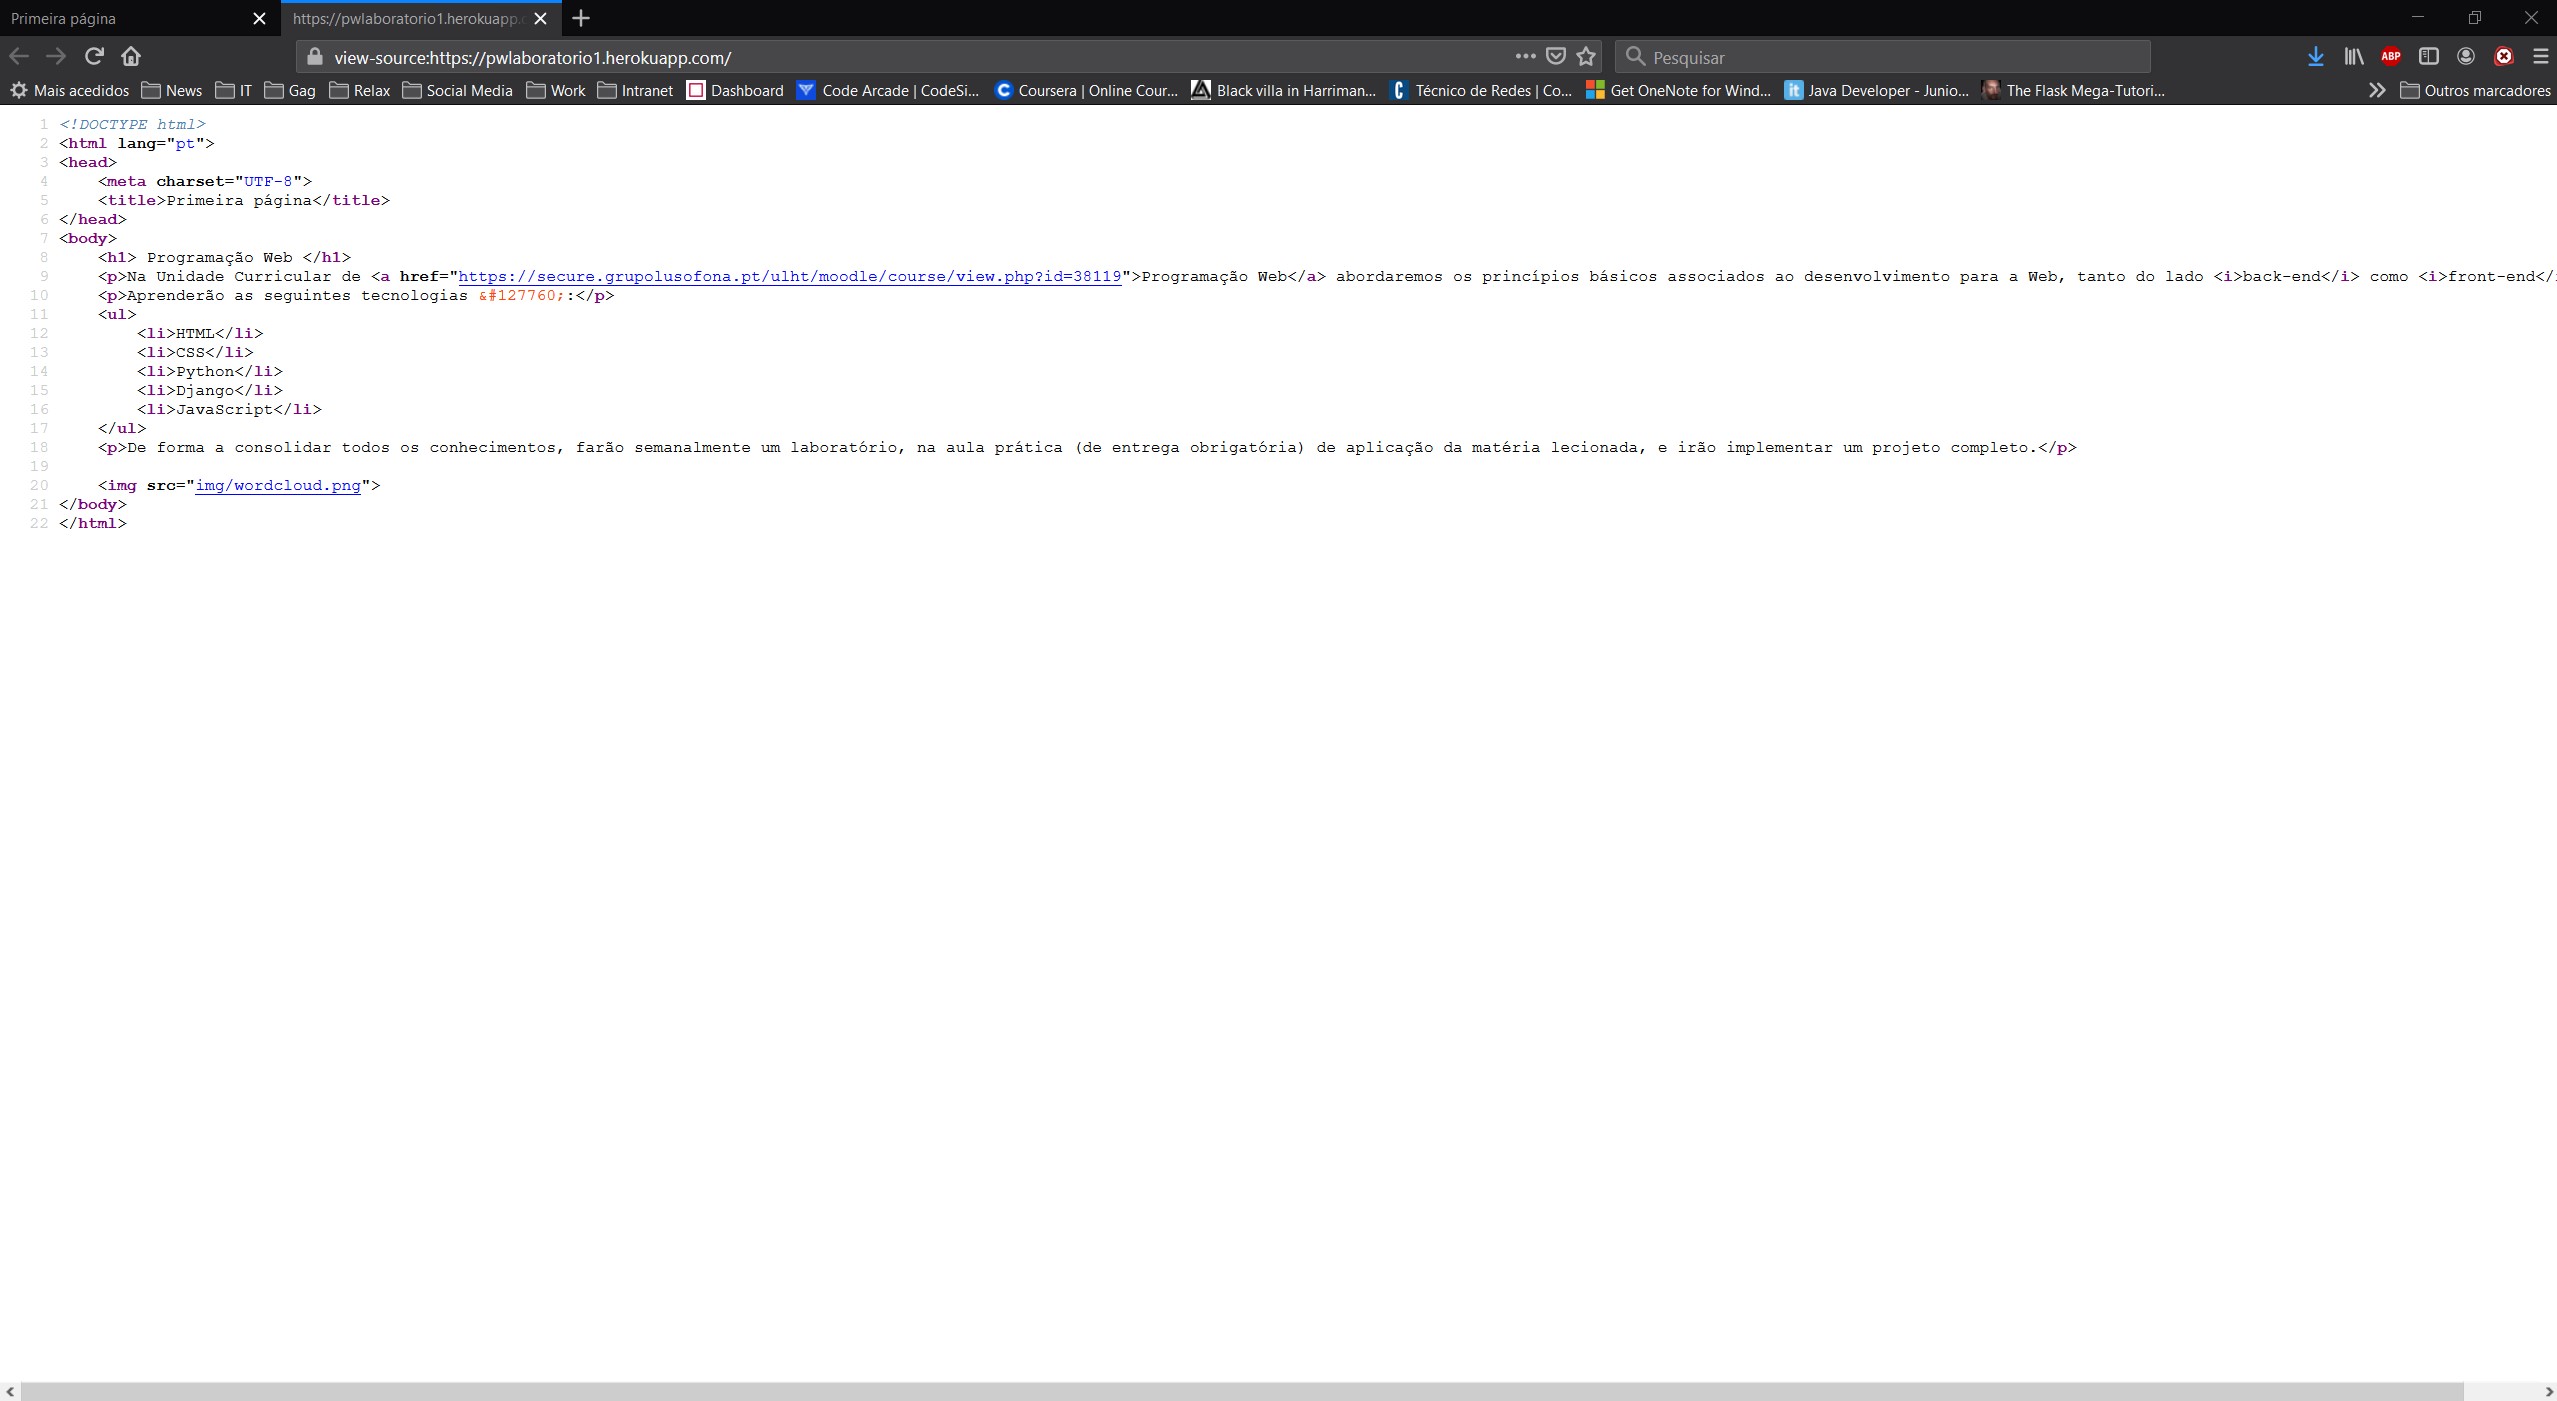 Primeira página
https://pwlaboratorio1.herokuapp.c
view-source:https://pwlaboratorio1.herokuapp.com/
Pesquisar
ABP
Mais acedidos News IT Gag Relax Social Media Work Intranet Dashboard Code Arcade | CodeSi... Coursera | Online Cour... Black villa in Harriman... Técnico de Redes | Co... Get OneNote for Wind... Java Developer - Junio... The Flask Mega-Tutori... Outros marcadores
1 <!DOCTYPE html>
2 <html lang="pt">
3 <head>
4     <meta charset="UTF-8">
5     <title>Primeira página</title>
6 </head>
7 <body>
8     <h1> Programação Web </h1>
9     <p>Na Unidade Curricular de <a href="https://secure.grupolusofona.pt/ulht/moodle/course/view.php?id=38119">Programação Web</a> abordaremos os princípios básicos associados ao desenvolvimento para a Web, tanto do lado <i>back-end</i> como <i>front-end</
10     <p>Aprenderão as seguintes tecnologias &#127760;:</p>
11     <ul>
12         <li>HTML</li>
13         <li>CSS</li>
14         <li>Python</li>
15         <li>Django</li>
16         <li>JavaScript</li>
17     </ul>
18     <p>De forma a consolidar todos os conhecimentos, farão semanalmente um laboratório, na aula prática (de entrega obrigatória) de aplicação da matéria lecionada, e irão implementar um projeto completo.</p>
19
20     <img src="img/wordcloud.png">
21 </body>
22 </html>